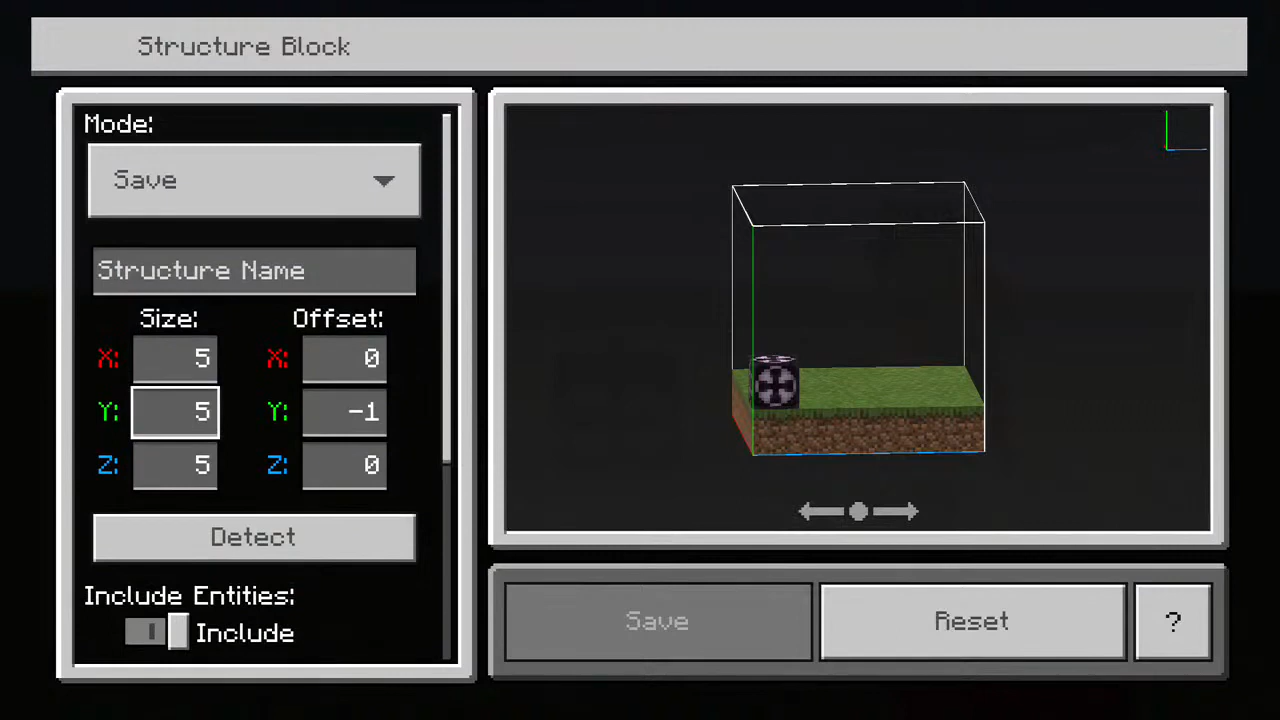 Structure Block
Mode:
Save
Structure Name
Size: Offset:
X: 5 X: 0
Y: 5 Y: -1
Z: 5 Z: 0
Detect
Include Entities:
Include
Save Reset ?